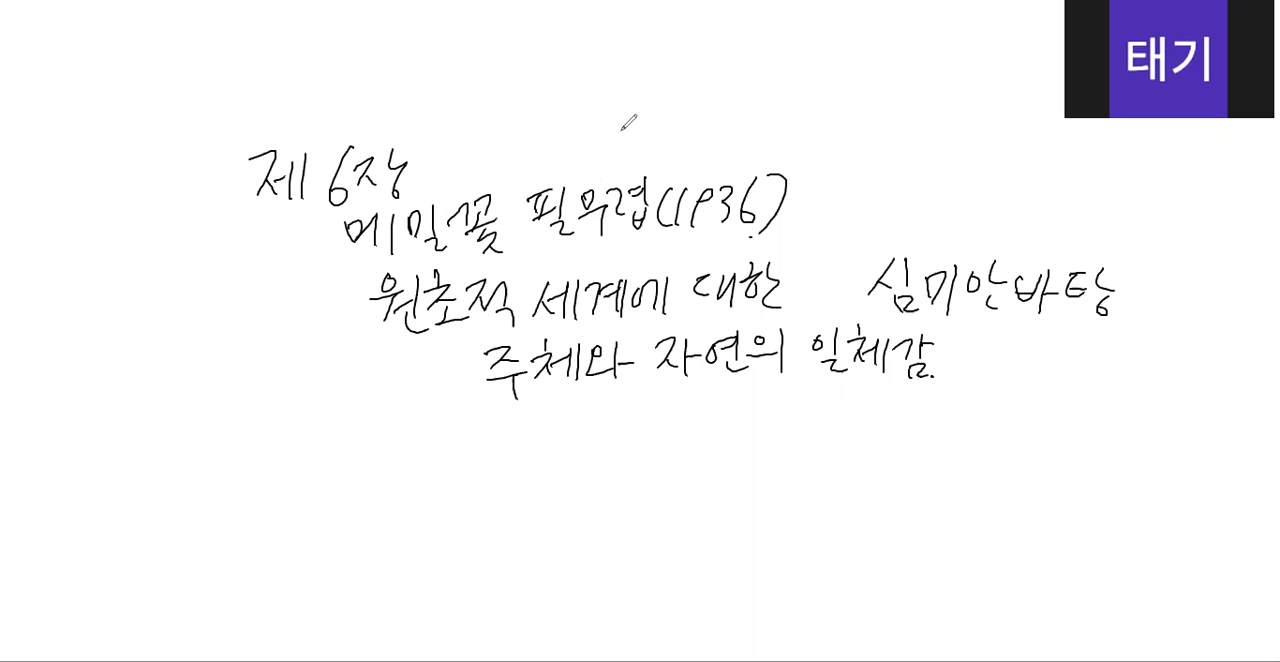 태기
제 6장
메밀꽃 필무렵(1936)
원초적 세계에 대한 심미안바탕
주체와 자연의 일체감.